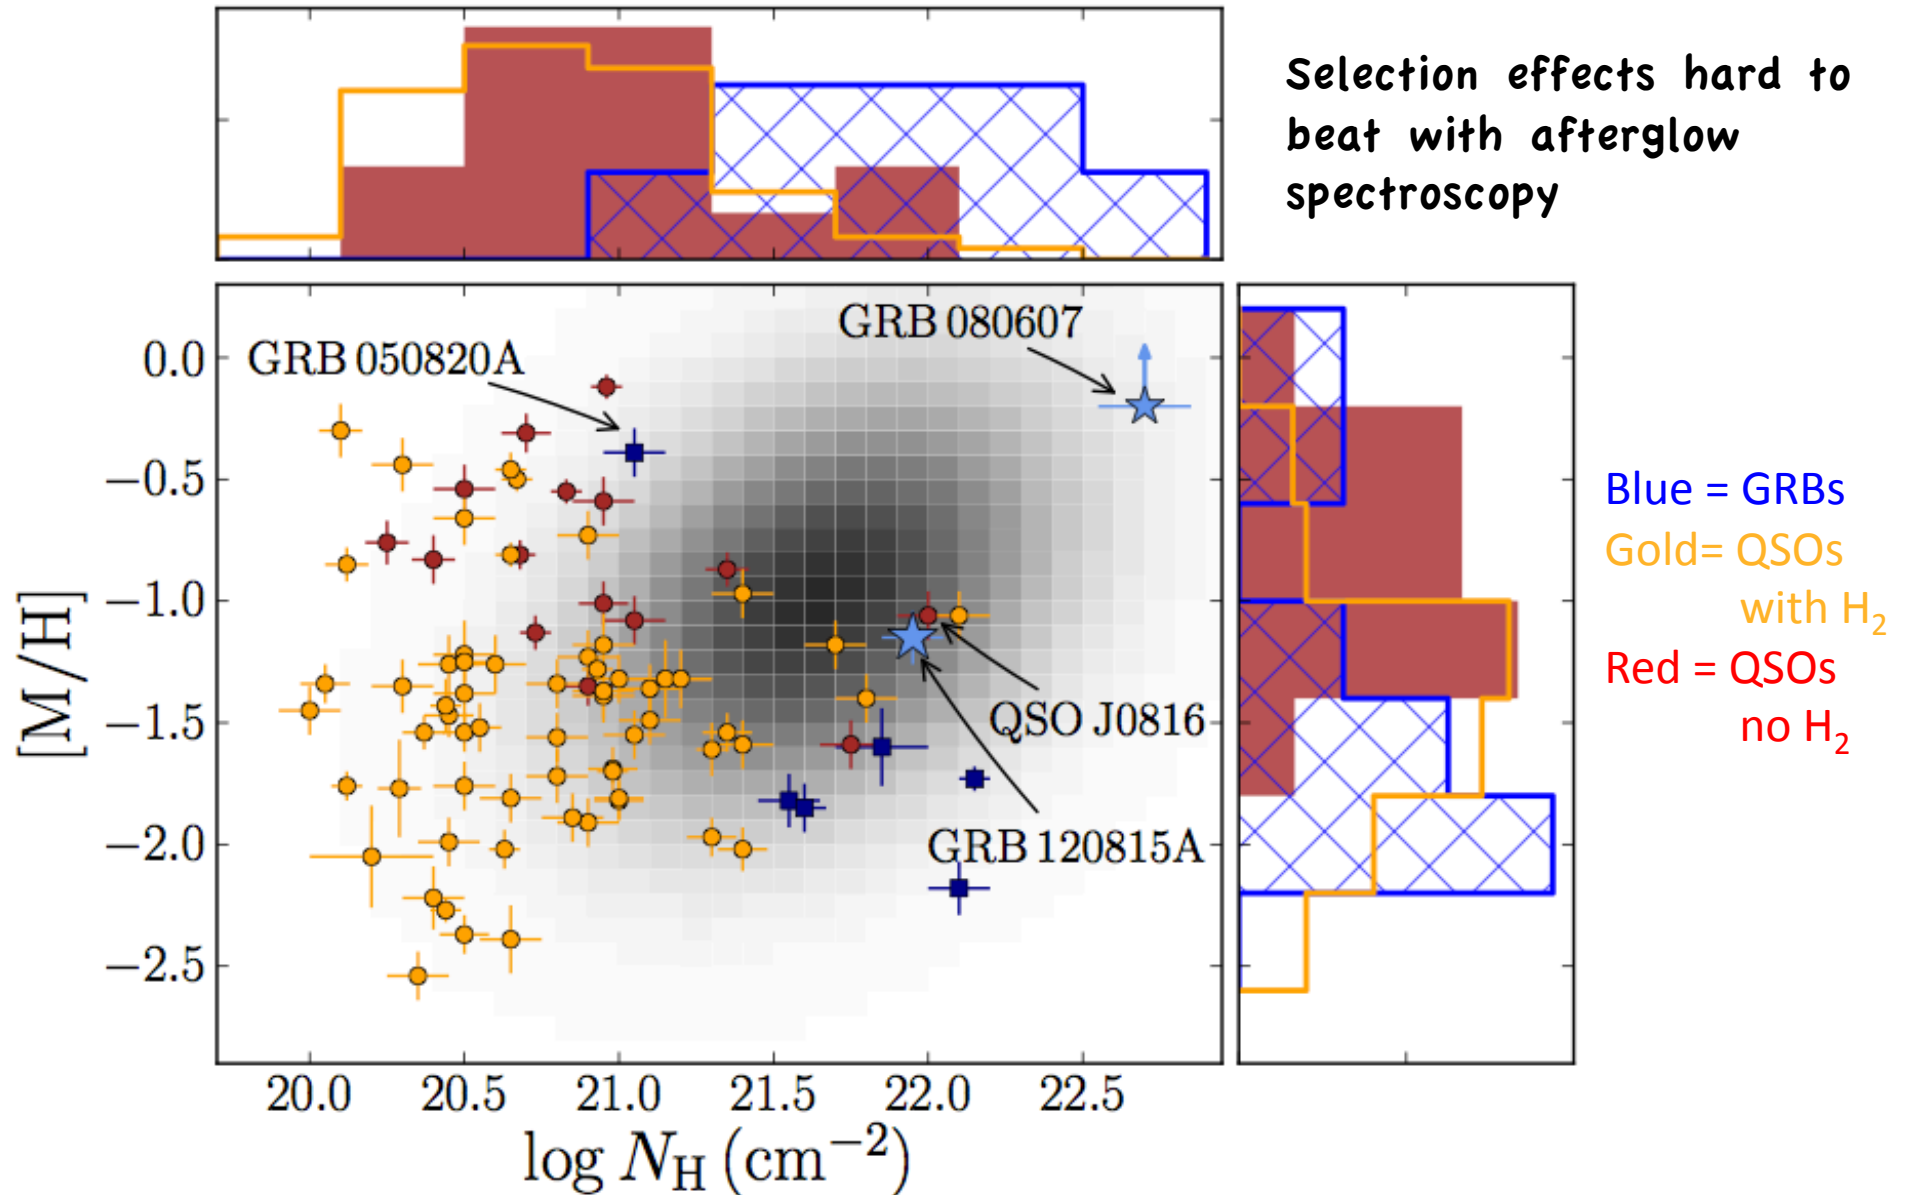 Selection effects hard to
beat with afterglow
spectroscopy
GRB 080607
GRB 050820A
0.0
−0.5
−1.0
−1.5
−2.0
−2.5
[M/H]
QSO J0816
GRB 120815A
20.0 20.5 21.0 21.5 22.0 22.5
log N_H (cm⁻²)
Blue = GRBs
Gold= QSOs
with H₂
Red = QSOs
no H₂